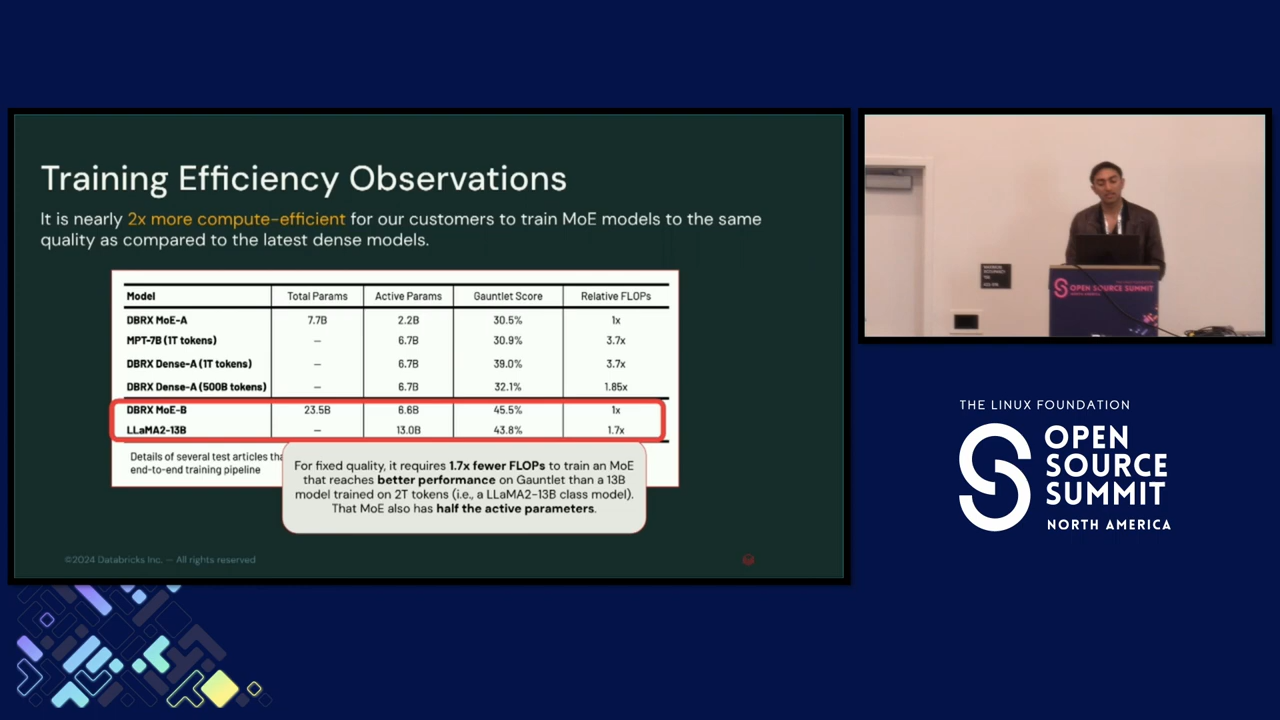 Training Efficiency Observations
It is nearly 2x more compute-efficient for our customers to train MoE models to the same
quality as compared to the latest dense models.
Model Total Params Active Params Gauntlet Score Relative FLOPs
DBRX MoE-A 7.7B 2.2B 30.5% 1x
MPT-7B (1T tokens) — 6.7B 30.9% 3.7x
DBRX Dense-A (1T tokens) — 6.7B 39.0% 3.7x
DBRX Dense-A (500B tokens) — 6.7B 32.1% 1.85x
DBRX MoE-B 23.5B 6.6B 45.5% 1x
LLaMA2-13B — 13.0B 43.8% 1.7x
Details of several test articles tha
end-to-end training pipeline
For fixed quality, it requires 1.7x fewer FLOPs to train an MoE
that reaches better performance on Gauntlet than a 13B
model trained on 2T tokens (i.e., a LLaMA2-13B class model).
That MoE also has half the active parameters.
©2024 Databricks Inc. — All rights reserved
OPEN SOURCE SUMMIT
NORTH AMERICA
THE LINUX FOUNDATION
OPEN
SOURCE
SUMMIT
NORTH AMERICA